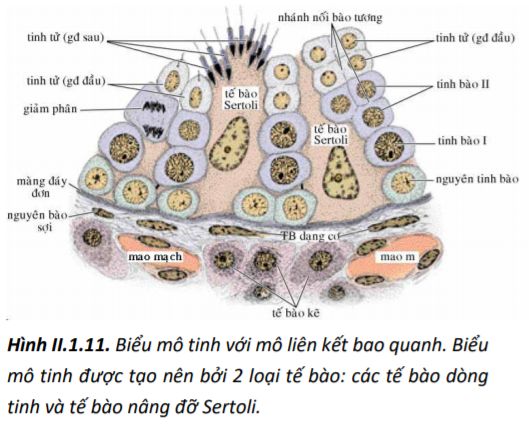 nhánh nối bào tương
tinh tử (gđ sau)
tinh tử (gđ đầu)
tinh tử (gđ đầu)
giảm phân
tế bào
Sertoli
tế bào
Sertoli
tinh bào II
tinh bào I
nguyên tinh bào
màng đáy
đơn
nguyên bào
sợi
TB dạng cơ
mao mạch
mao m
tế bào kẽ
Hình II.1.11. Biểu mô tinh với mô liên kết bao quanh. Biểu
mô tinh được tạo nên bởi 2 loại tế bào: các tế bào dòng
tinh và tế bào nâng đỡ Sertoli.